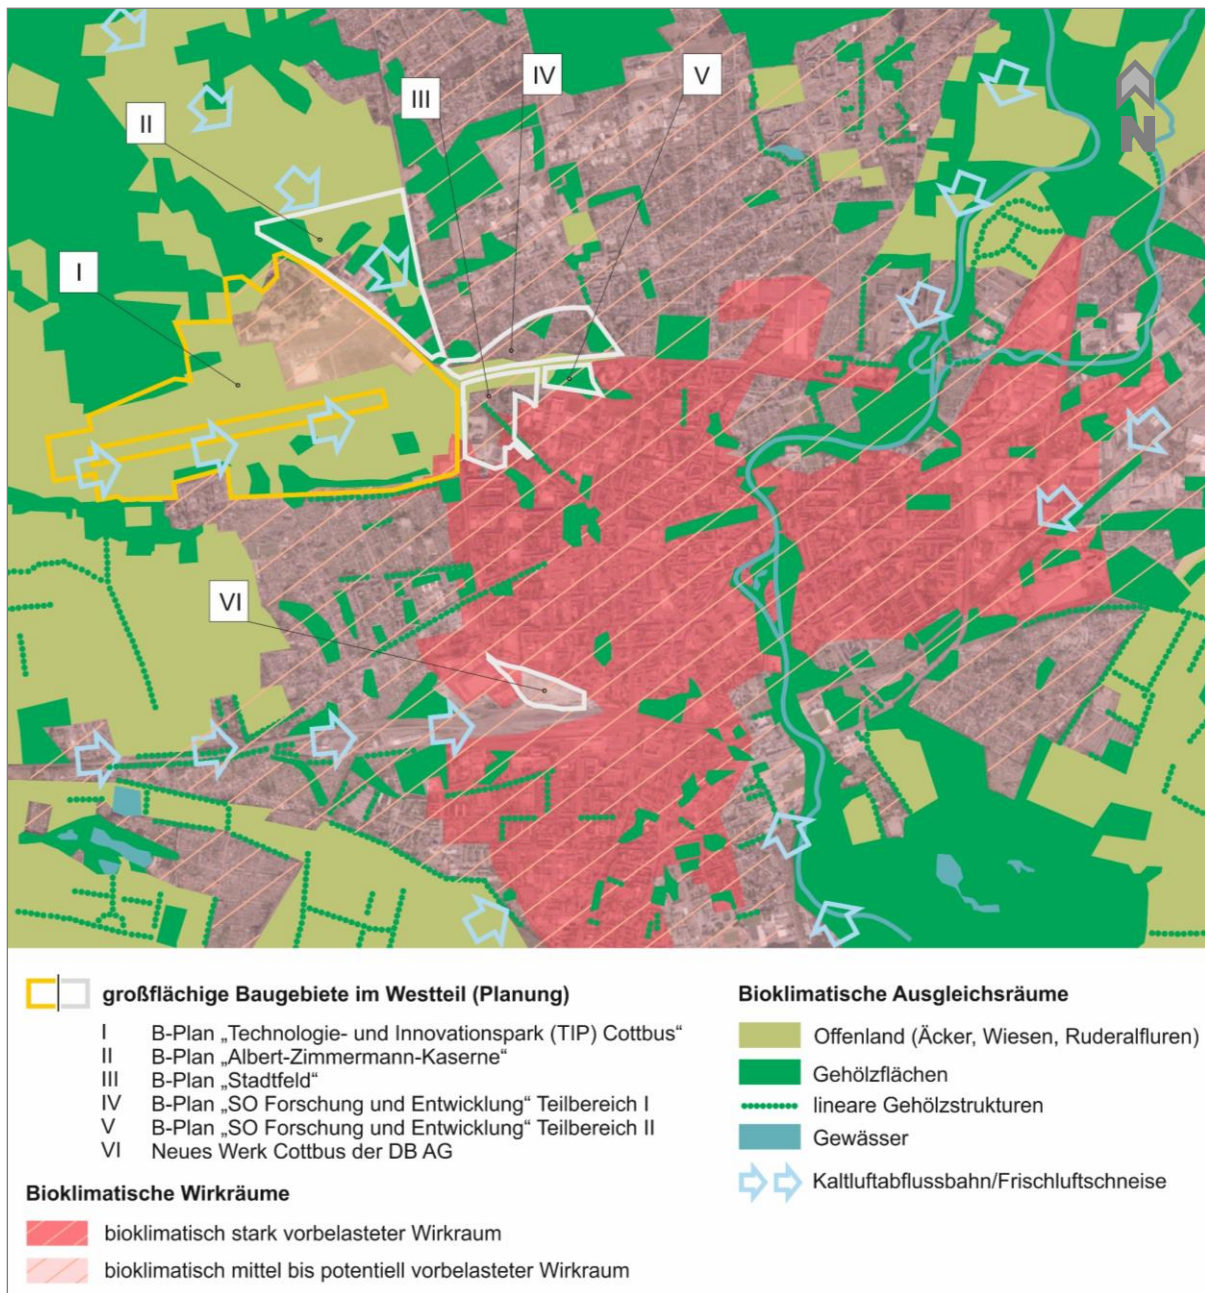 IV
V
III
II
I
N
VI
großflächige Baugebiete im Westteil (Planung)
I B-Plan „Technologie- und Innovationspark (TIP) Cottbus“
II B-Plan „Albert-Zimmermann-Kaserne“
III B-Plan „Stadtfeld“
IV B-Plan „SO Forschung und Entwicklung“ Teilbereich I
V B-Plan „SO Forschung und Entwicklung“ Teilbereich II
VI Neues Werk Cottbus der DB AG
Bioklimatische Wirkräume
bioklimatisch stark vorbelasteter Wirkraum
bioklimatisch mittel bis potentiell vorbelasteter Wirkraum
Bioklimatische Ausgleichsräume
Offenland (Äcker, Wiesen, Ruderalfluren)
Gehölzflächen
lineare Gehölzstrukturen
Gewässer
Kaltluftabflussbahn/Frischluftschneise